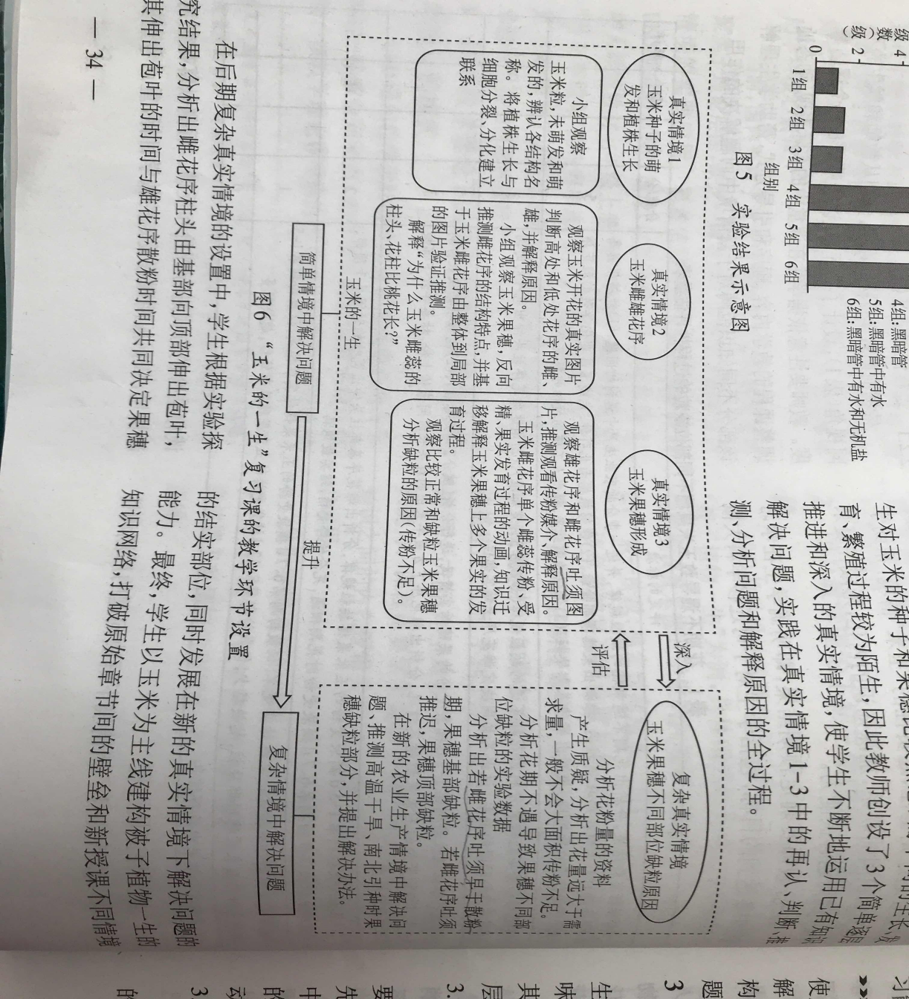 级数（级）
4
2
0
1组 2组 3组 4组 5组 6组
组别
4组:黑暗管
5组:黑暗管中有水
6组:黑暗管中有水和无机盐
图5 实验结果示意图
育、繁殖过程较为陌生,因此教师创设了3个简单逐层
推进和深入的真实情境,使学生不断地运用已有知识
解决问题,实践在真实情境1-3中的再认、判断、推
测、分析问题和解释原因的全过程。
真实情境1
玉米种子的萌
发和植株生长
小组观察
玉米粒,未萌发和萌
发的,辨认各结构名
称。将植株生长与
细胞分裂、分化建立
联系
真实情境2
玉米雌雄花序
观察玉米开花的真实图片
判断高处和低处花序的雌、
雄,并解释原因。
小组观察玉米果穗,反向
推测雌花序的结构特点,并基
于玉米雌花序由整体到局部
的图片验证推测。
解释“为什么玉米雌蕊的
柱头、花柱比桃花长?”
真实情境3
玉米果穗形成
观察雄花序和雌花序吐须图
片,推测观看传粉媒介、解释原因。
玉米雌花序单个雌蕊传粉、受
精、果实发育过程的动画,知识迁
移解释玉米果穗上多个果实的发
育过程。
观察比较正常和缺粒玉米果穗
分析缺粒的原因(传粉不足)。
玉米的一生
深入
评估
复杂真实情境
玉米果穗不同部位缺粒原因
分析花粉量的资料
产生质疑,分析出花量远大于需
求量,一般不会大面积传粉不足。
分析花期不遇导致果穗不同部
位缺粒的实验数据
分析出若雌花序吐须早于散粉
期,果穗基部缺粒。若雌花序吐须
推迟,果穗顶部缺粒。
在新的农业生产情境中解决问
题、推测高温干旱、南北引种时果
穗缺粒部分,并提出解决办法。
简单情境中解决问题
提升
复杂情境中解决问题
图6 “玉米的一生”复习课的教学环节设置
在后期复杂真实情境的设置中,学生根据实验探
究结果,分析出雌花序柱头由基部向顶部伸出苞叶,
其伸出苞叶的时间与雄花序散粉时间共同决定果穗
的结实部位,同时发展在新的真实情境下解决问题的
能力。最终,学生以玉米为主线建构被子植物一生的
知识网络,打破原始章节间的壁垒和新授课不同情境、
— 34 —
使
解
构
题
3
生
味
其
层
3.
要
先
中
的
动
3.
的